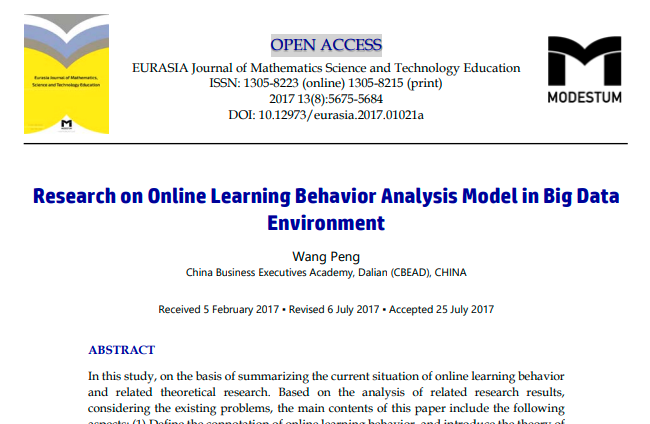 Eurasia Journal of Mathematics,
Science and Technology Education
MODESTUM
OPEN ACCESS
EURASIA Journal of Mathematics Science and Technology Education
ISSN: 1305-8223 (online) 1305-8215 (print)
2017 13(8):5675-5684
DOI: 10.12973/eurasia.2017.01021a
MODESTUM
Research on Online Learning Behavior Analysis Model in Big Data
Environment
Wang Peng
China Business Executives Academy, Dalian (CBEAD), CHINA
Received 5 February 2017 ▪ Revised 6 July 2017 ▪ Accepted 25 July 2017
ABSTRACT
In this study, on the basis of summarizing the current situation of online learning behavior
and related theoretical research. Based on the analysis of related research results,
considering the existing problems, the main contents of this paper include the following
aspects: (1) Define the connotation of online learning behavior, and introduce the theory of